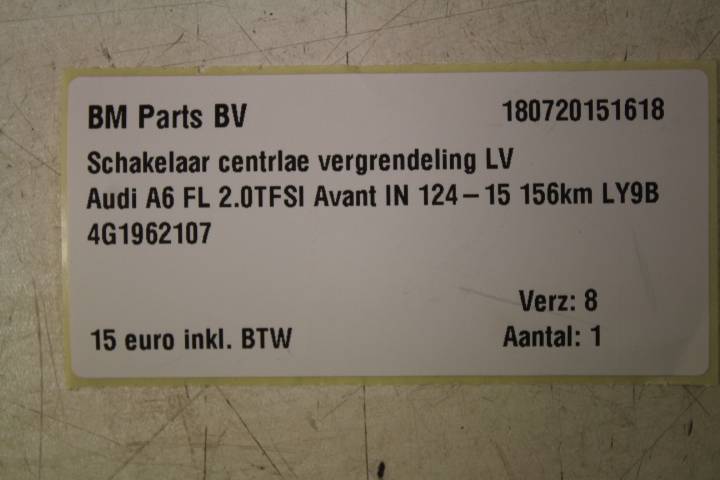 BM Parts BV 180720151618
Schakelaar centrlae vergrendeling LV
Audi A6 FL 2.0TFSI Avant IN 124-15 156km LY9B
4G1962107
Verz: 8
15 euro inkl. BTW Aantal: 1